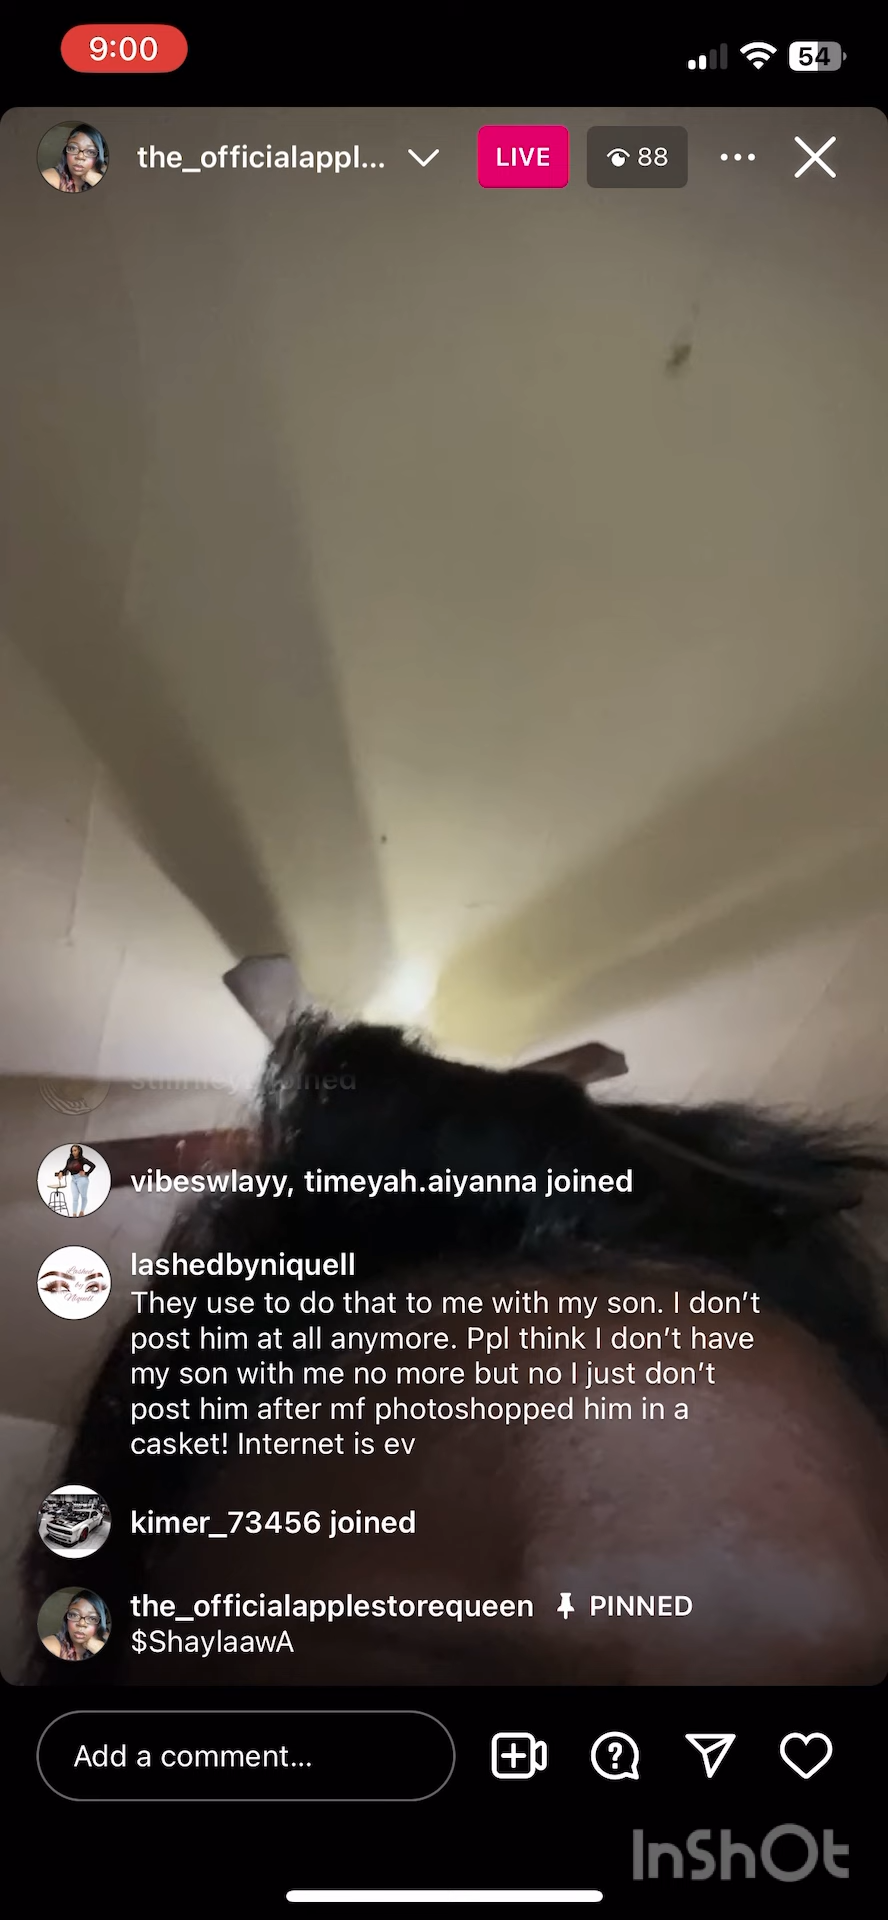 9:00
54
the_officialappl...
LIVE
88
joined
vibeswlayy, timeyah.aiyanna joined
lashedbyniquell
They use to do that to me with my son. I don’t
post him at all anymore. Ppl think I don’t have
my son with me no more but no I just don’t
post him after mf photoshopped him in a
casket! Internet is ev
kimer_73456 joined
the_officialapplestorequeen PINNED
$ShaylaawA
Add a comment...
InShOt